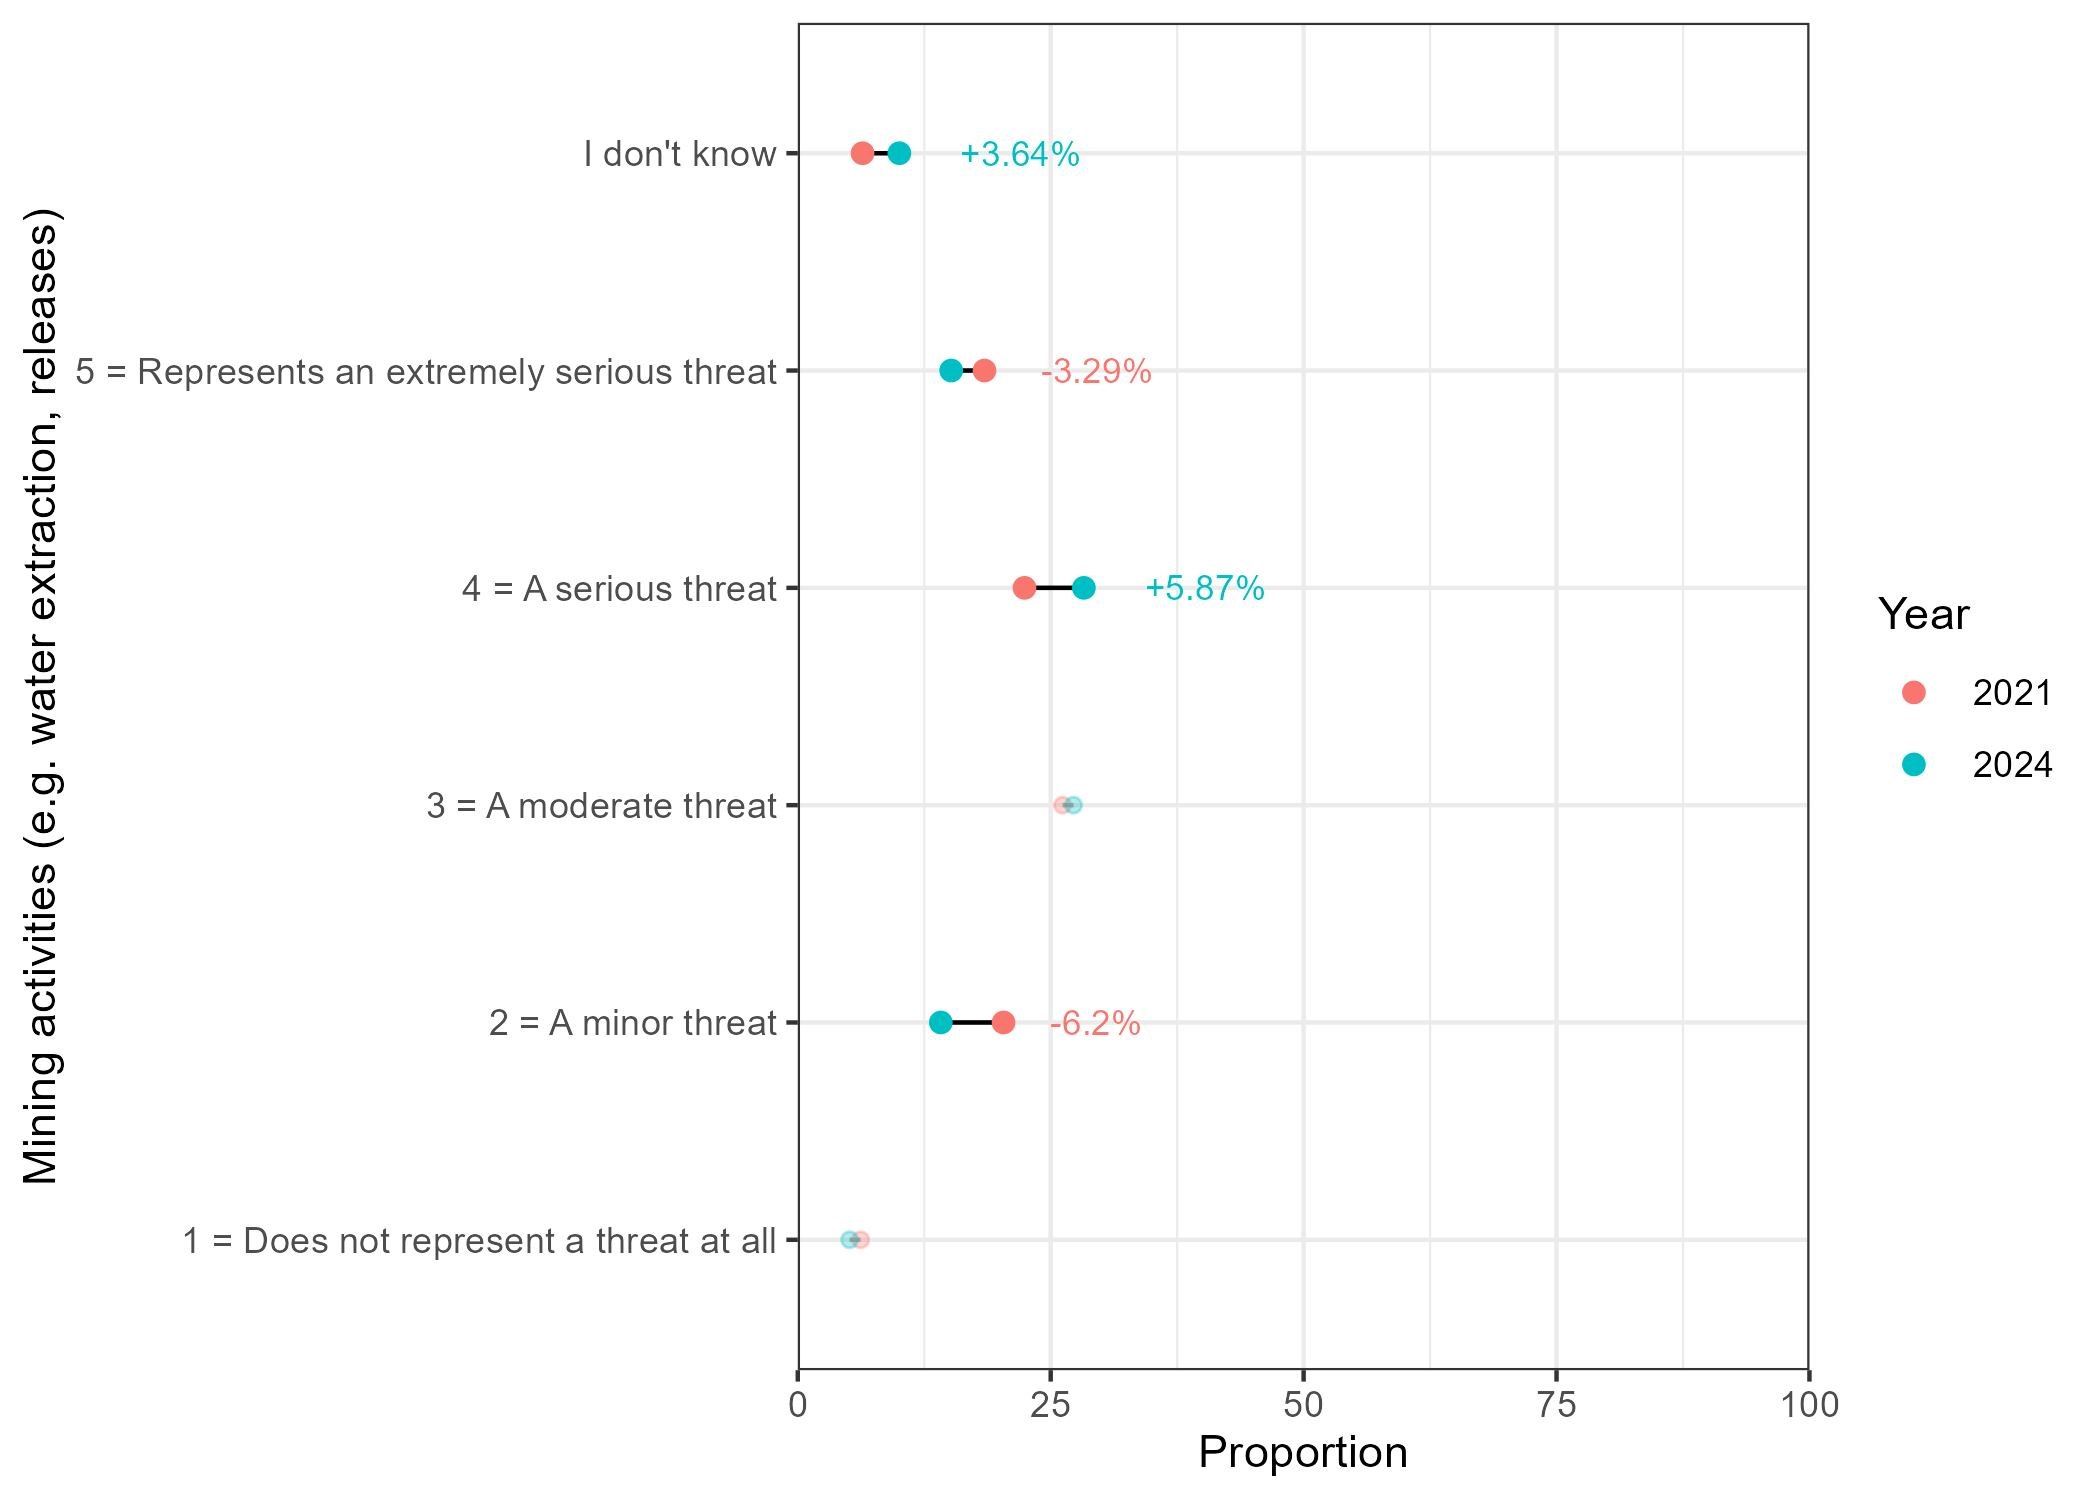 Mining activities (e.g. water extraction, releases)
I don't know
+3.64%
5 = Represents an extremely serious threat
-3.29%
4 = A serious threat
+5.87%
3 = A moderate threat
2 = A minor threat
-6.2%
1 = Does not represent a threat at all
0 25 50 75 100
Proportion
Year
2021
2024